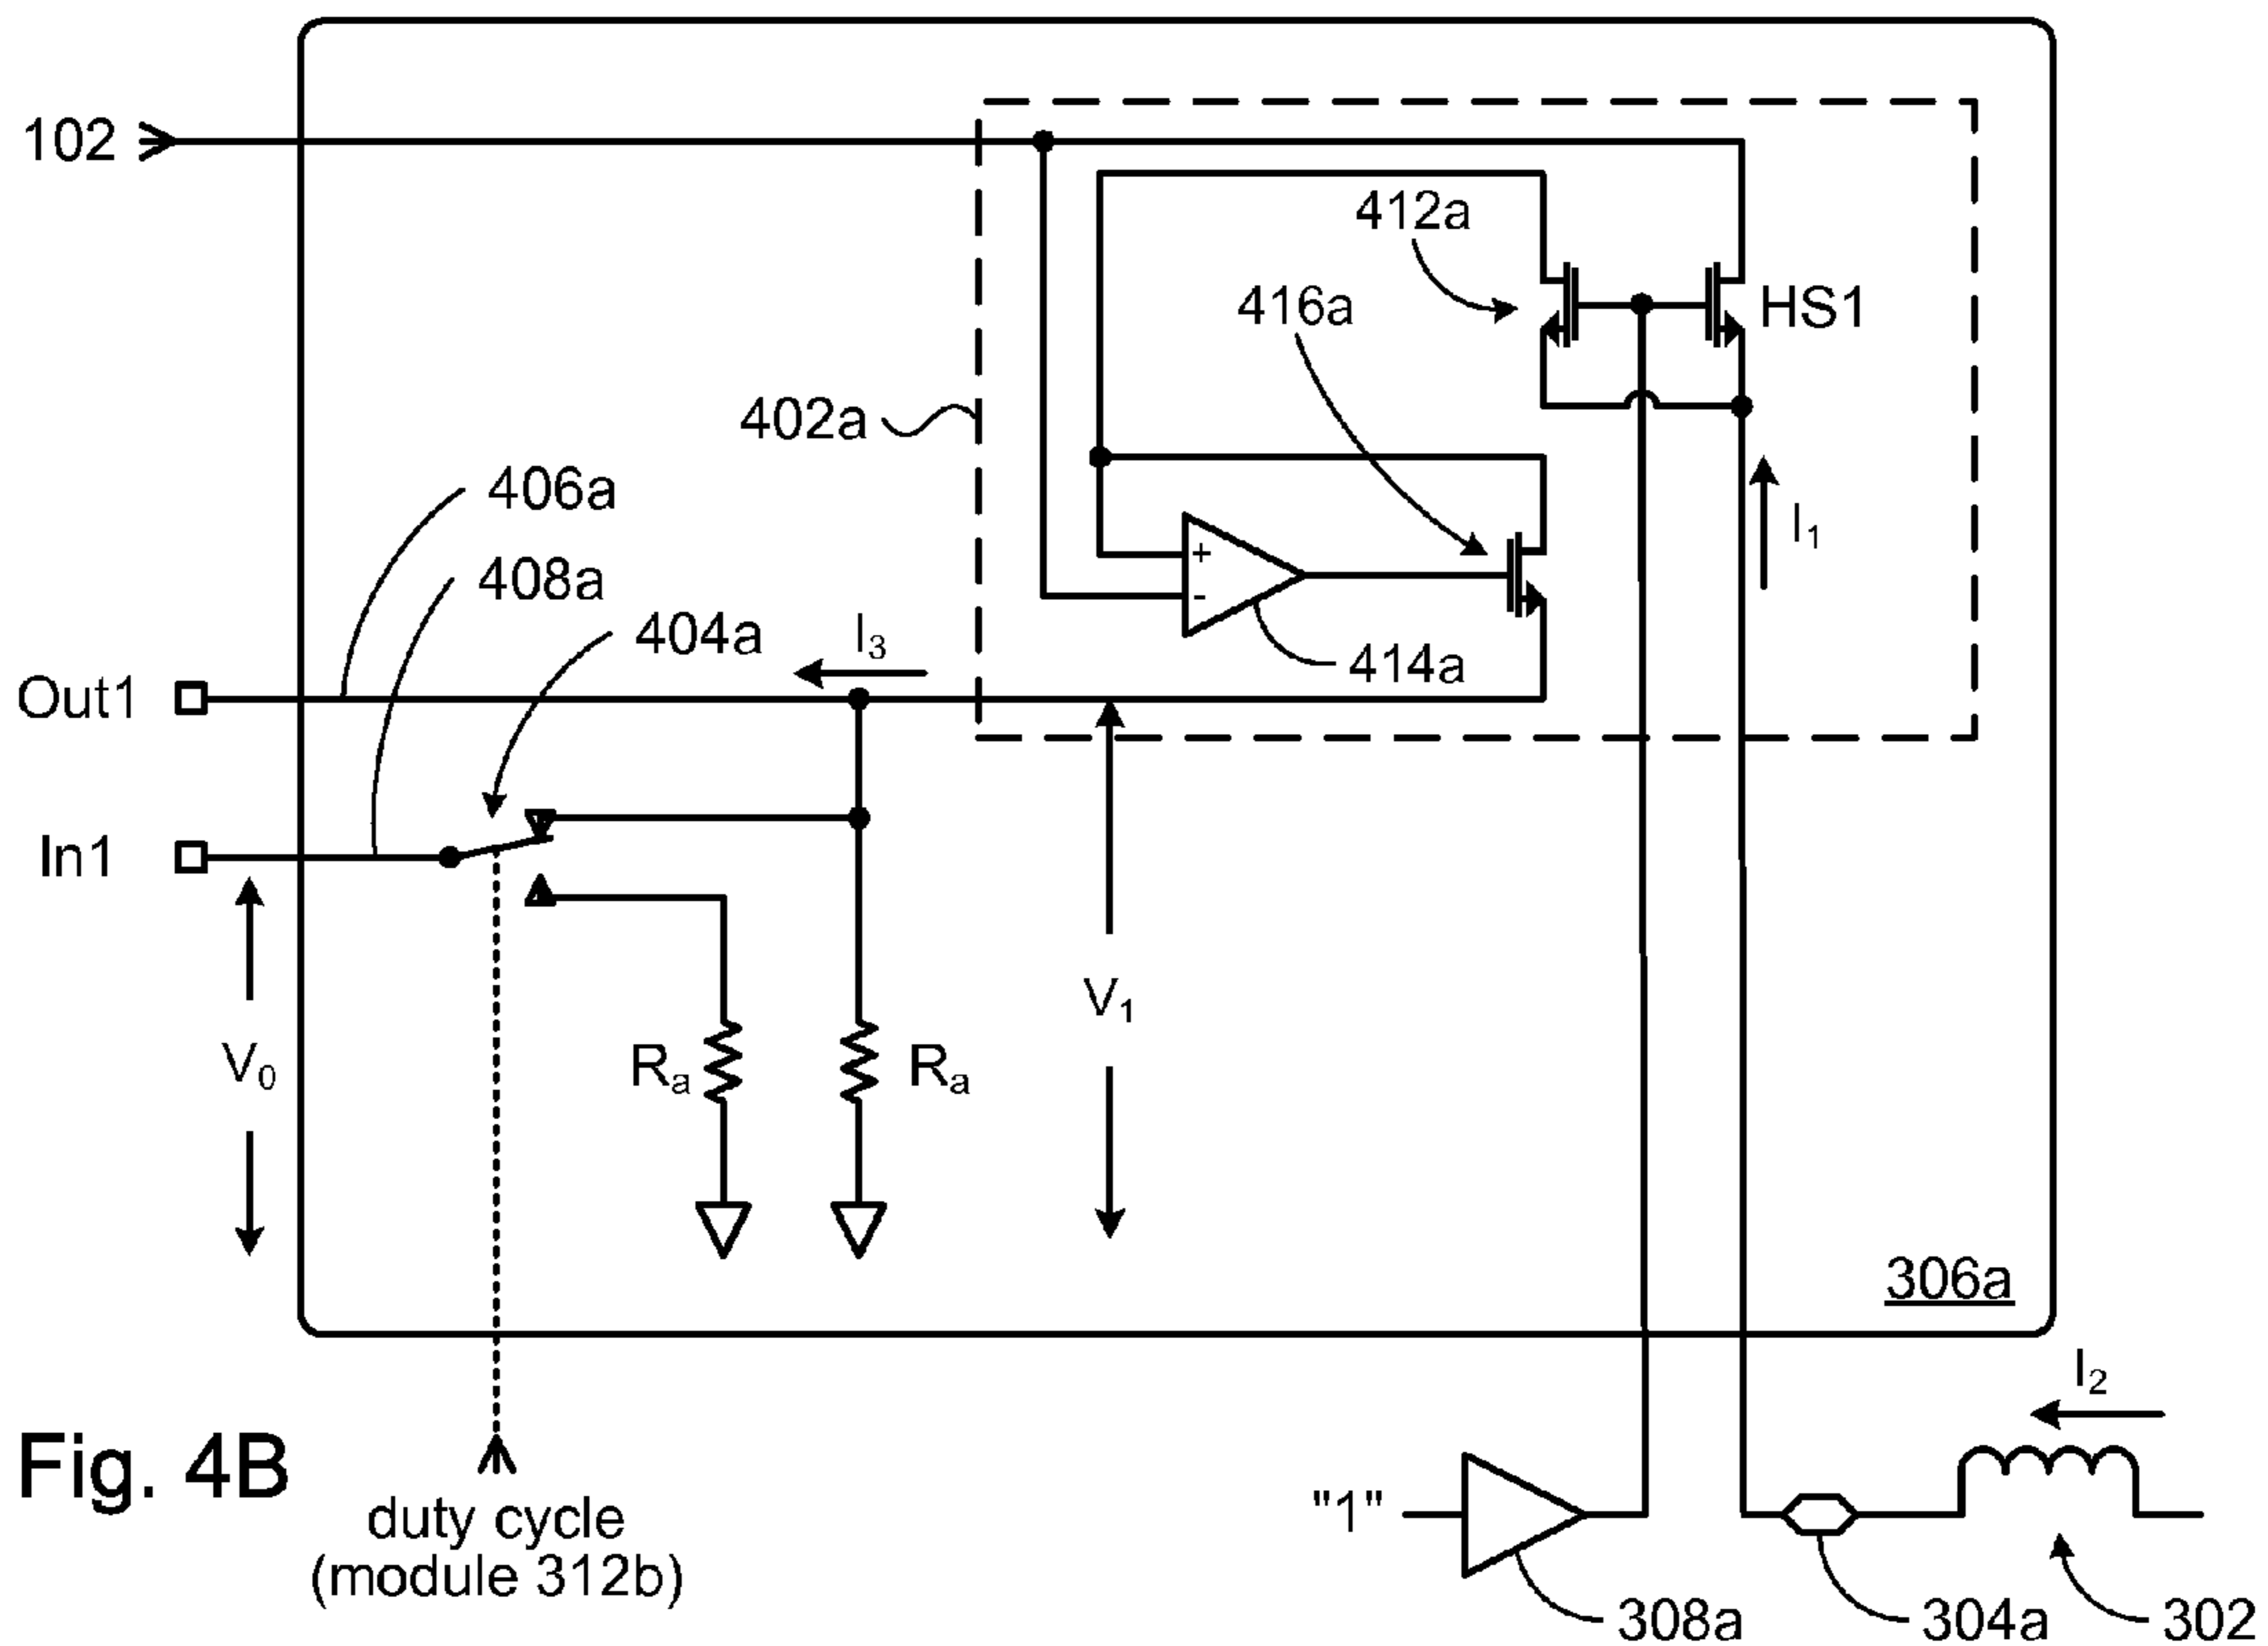 102
412a
HS1
416a
402a
406a
I₁
408a
+
404a
I₃
-
414a
Out1
In1
V₁
V₀
Rₐ
Rₐ
306a
I₂
Fig. 4B
"1"
duty cycle
(module 312b)
308a
304a
302